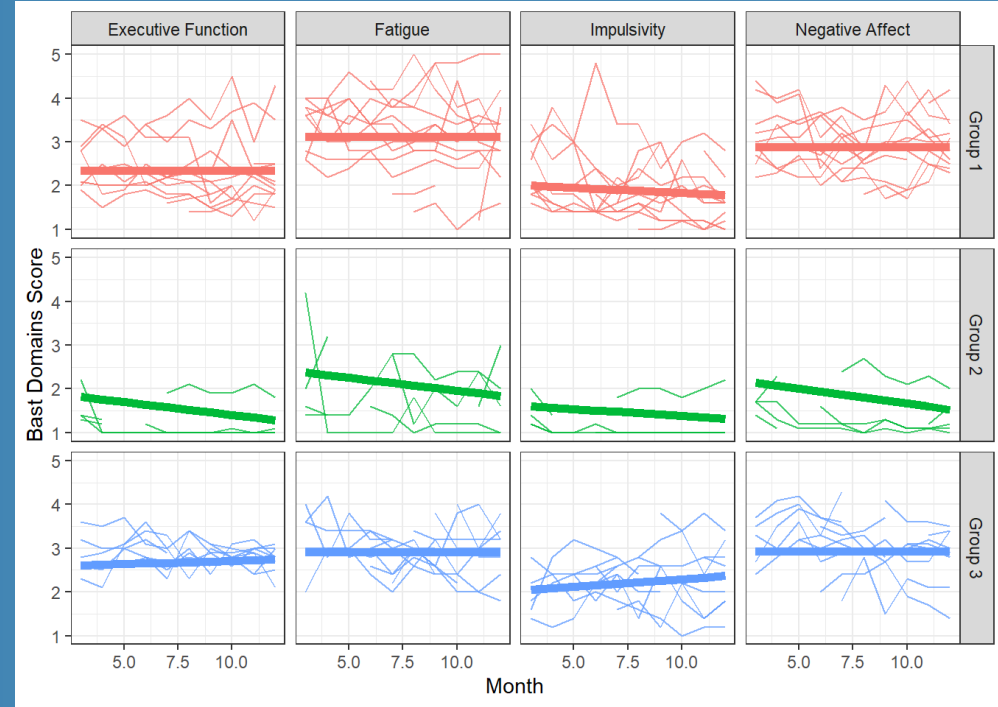 Executive Function
Fatigue
Impulsivity
Negative Affect
5
4
3
2
1
Group 1
Bast Domains Score
5
4
3
2
1
Group 2
5
4
3
2
1
Group 3
5.0 7.5 10.0
5.0 7.5 10.0
5.0 7.5 10.0
5.0 7.5 10.0
Month